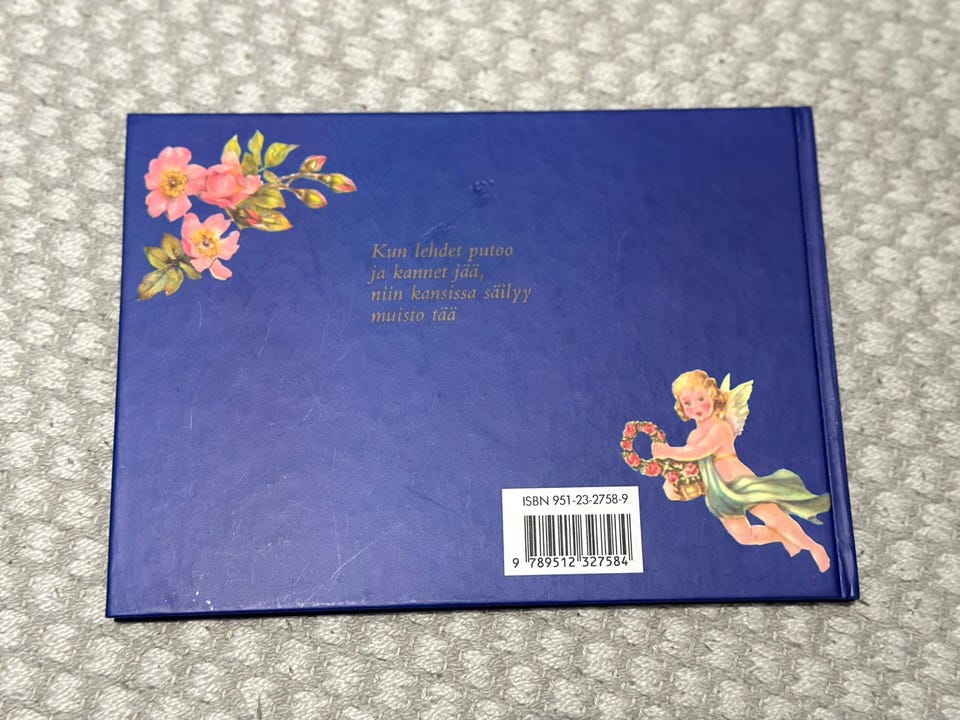 Kun lehdet putoo
ja kannet jää,
niin kansissa säilyy
muisto tää
ISBN 951-23-2758-9
9 789512 327584